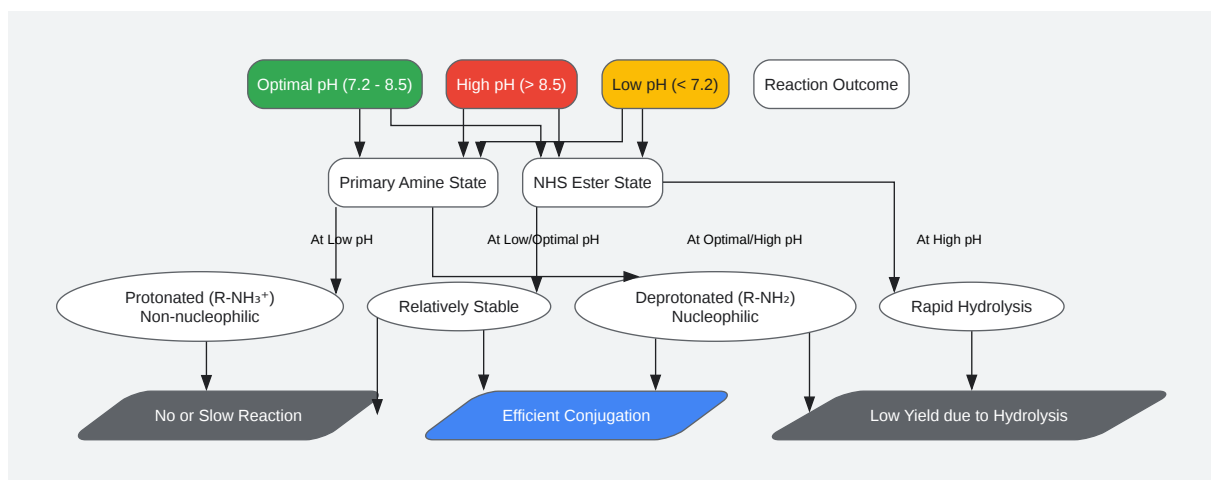 Optimal pH (7.2 - 8.5)
High pH (> 8.5)
Low pH (< 7.2)
Reaction Outcome
Primary Amine State
NHS Ester State
At Low pH
At Low/Optimal pH
At Optimal/High pH
At High pH
Protonated (R-NH₃⁺)
Non-nucleophilic
Relatively Stable
Deprotonated (R-NH₂)
Nucleophilic
Rapid Hydrolysis
No or Slow Reaction
Efficient Conjugation
Low Yield due to Hydrolysis